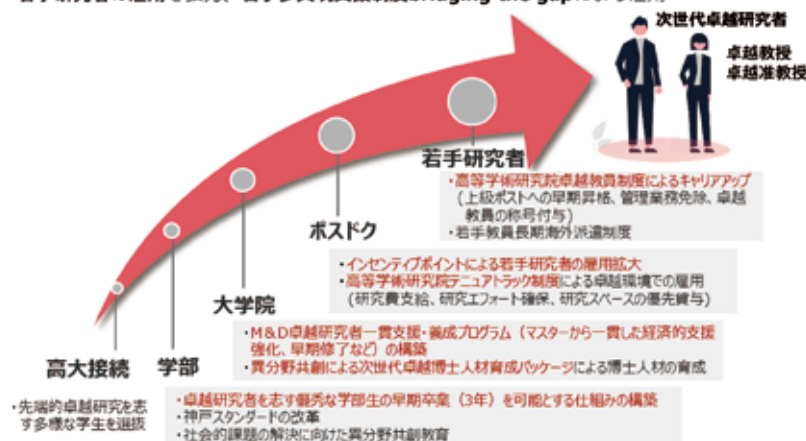 次世代卓越研究者
卓越教授
卓越准教授
若手研究者
・高等学術研究院卓越教員制度によるキャリアアップ
(上級ポストへの早期昇格、管理業務免除、卓越
教員の称号付与)
・若手教員長期海外派遣制度
ポスドク
・インセンティブポイントによる若手研究者の雇用拡大
・高等学術研究院テニュアトラック制度による卓越環境での雇用
(研究費支給、研究エフォート確保、研究スペースの優先貸与)
大学院
・M&D卓越研究者一貫支援・養成プログラム(マスターから一貫した経済的支援
強化、早期修了など)の構築
・異分野共創による次世代卓越博士人材育成パッケージによる博士人材の育成
高大接続
学部
・先端的卓越研究を志
す多様な学生を選抜
・卓越研究者を志す優秀な学部生の早期卒業(3年)を可能とする仕組みの構築
・神戸スタンダードの改革
・社会的課題の解決に向けた異分野共創教育